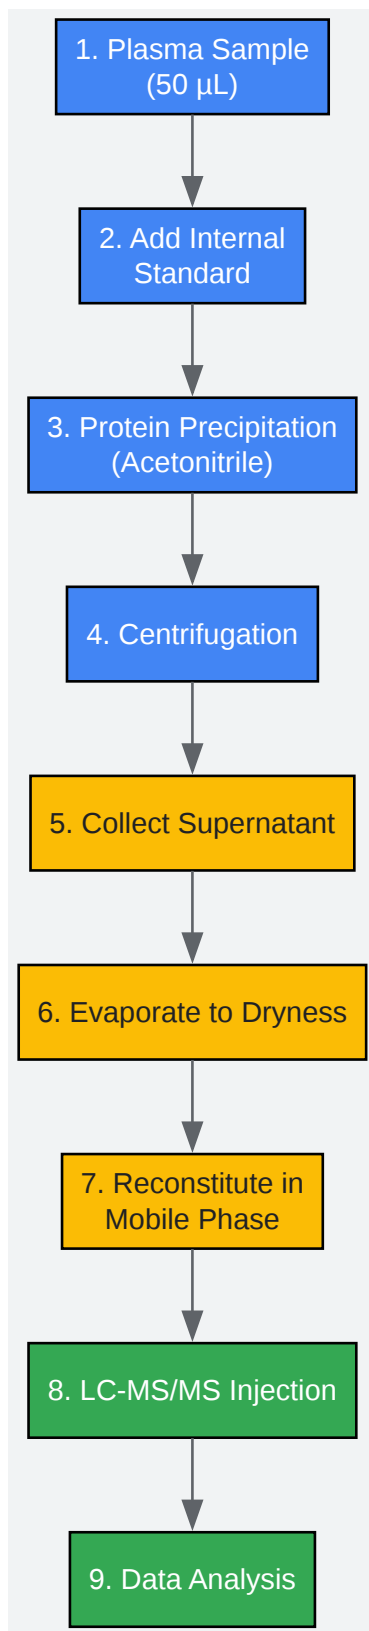 1. Plasma Sample
(50 µL)
2. Add Internal
Standard
3. Protein Precipitation
(Acetonitrile)
4. Centrifugation
5. Collect Supernatant
6. Evaporate to Dryness
7. Reconstitute in
Mobile Phase
8. LC-MS/MS Injection
9. Data Analysis